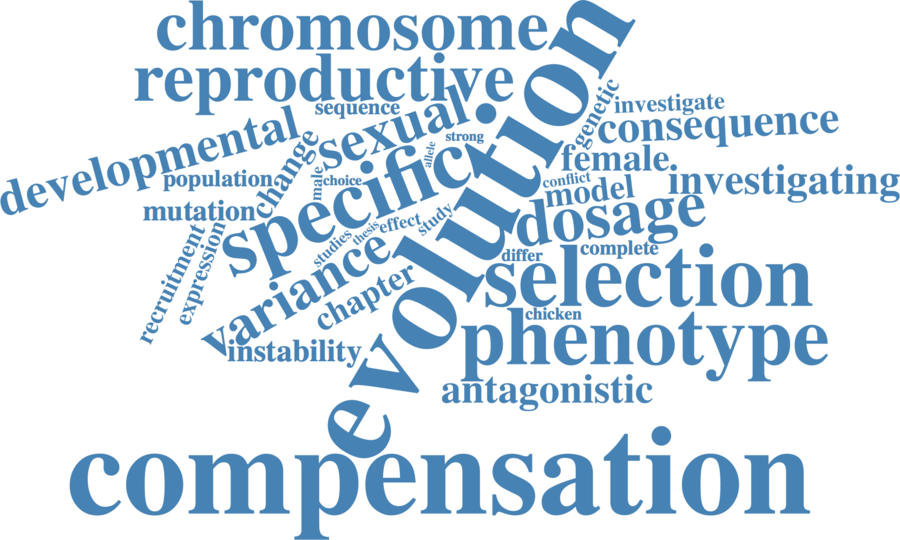 chromosome
reproductive
evolution
sequence
sexual
strong
genetic
investigate
consequence
developmental
population
change
male
choice
allele
specific
female
conflict
model
investigating
mutation
dosage
recruitment
expression
studies
thesis
effect
study
variance
chapter
differ
complete
selection
chicken
instability
phenotype
antagonistic
compensation